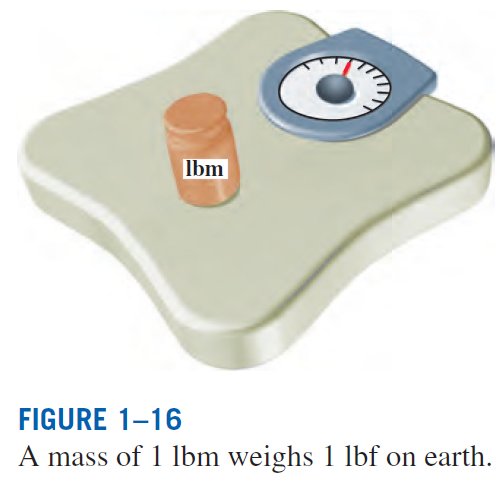 lbm
FIGURE 1–16
A mass of 1 lbm weighs 1 lbf on earth.